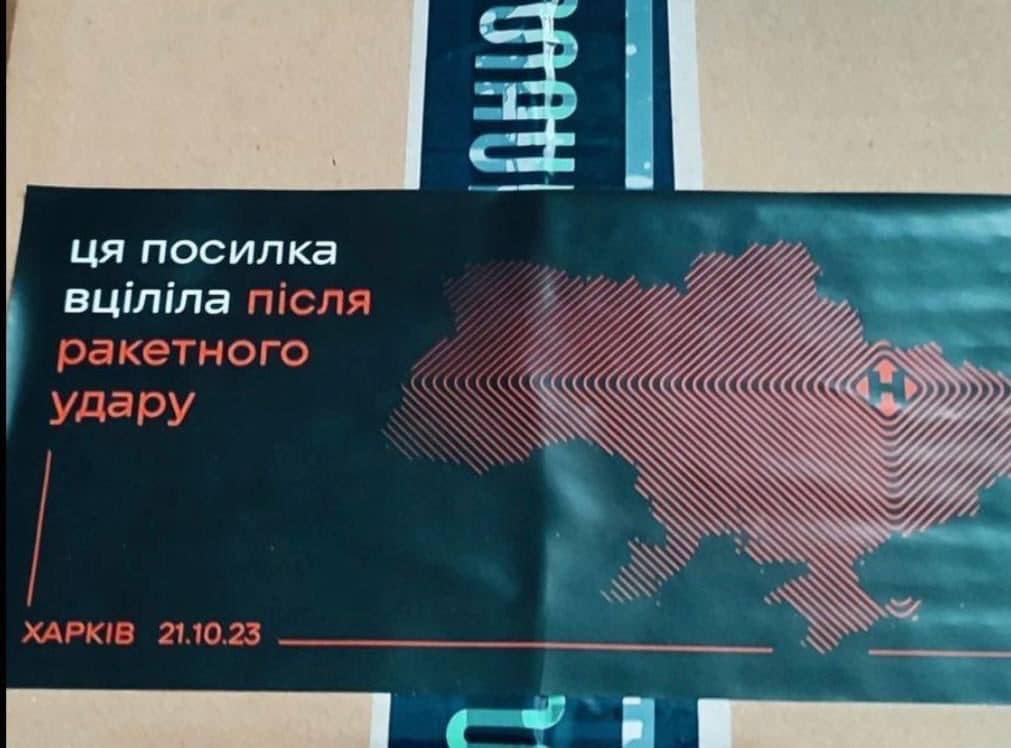 ця посилка
вціліла після
ракетного
удару
ХАРКІВ 21.10.23